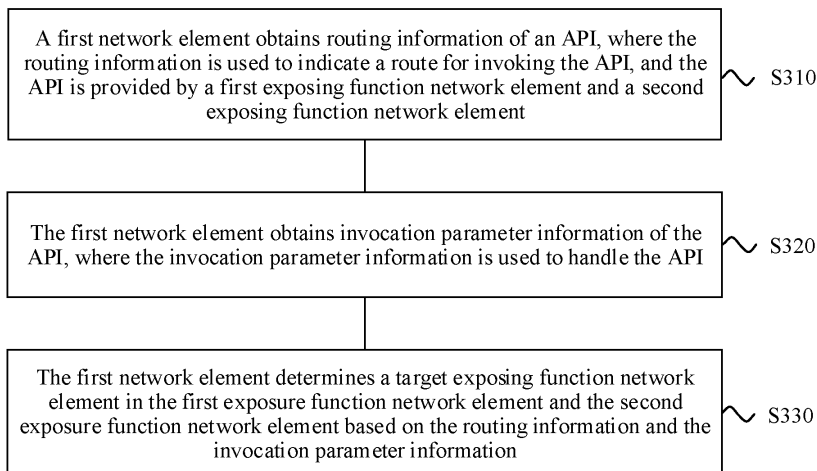 A first network element obtains routing information of an API, where the
routing information is used to indicate a route for invoking the API, and the
API is provided by a first exposing function network element and a second
exposing function network element
S310
The first network element obtains invocation parameter information of the
API, where the invocation parameter information is used to handle the API
S320
The first network element determines a target exposing function network
element in the first exposure function network element and the second
exposure function network element based on the routing information and the
invocation parameter information
S330